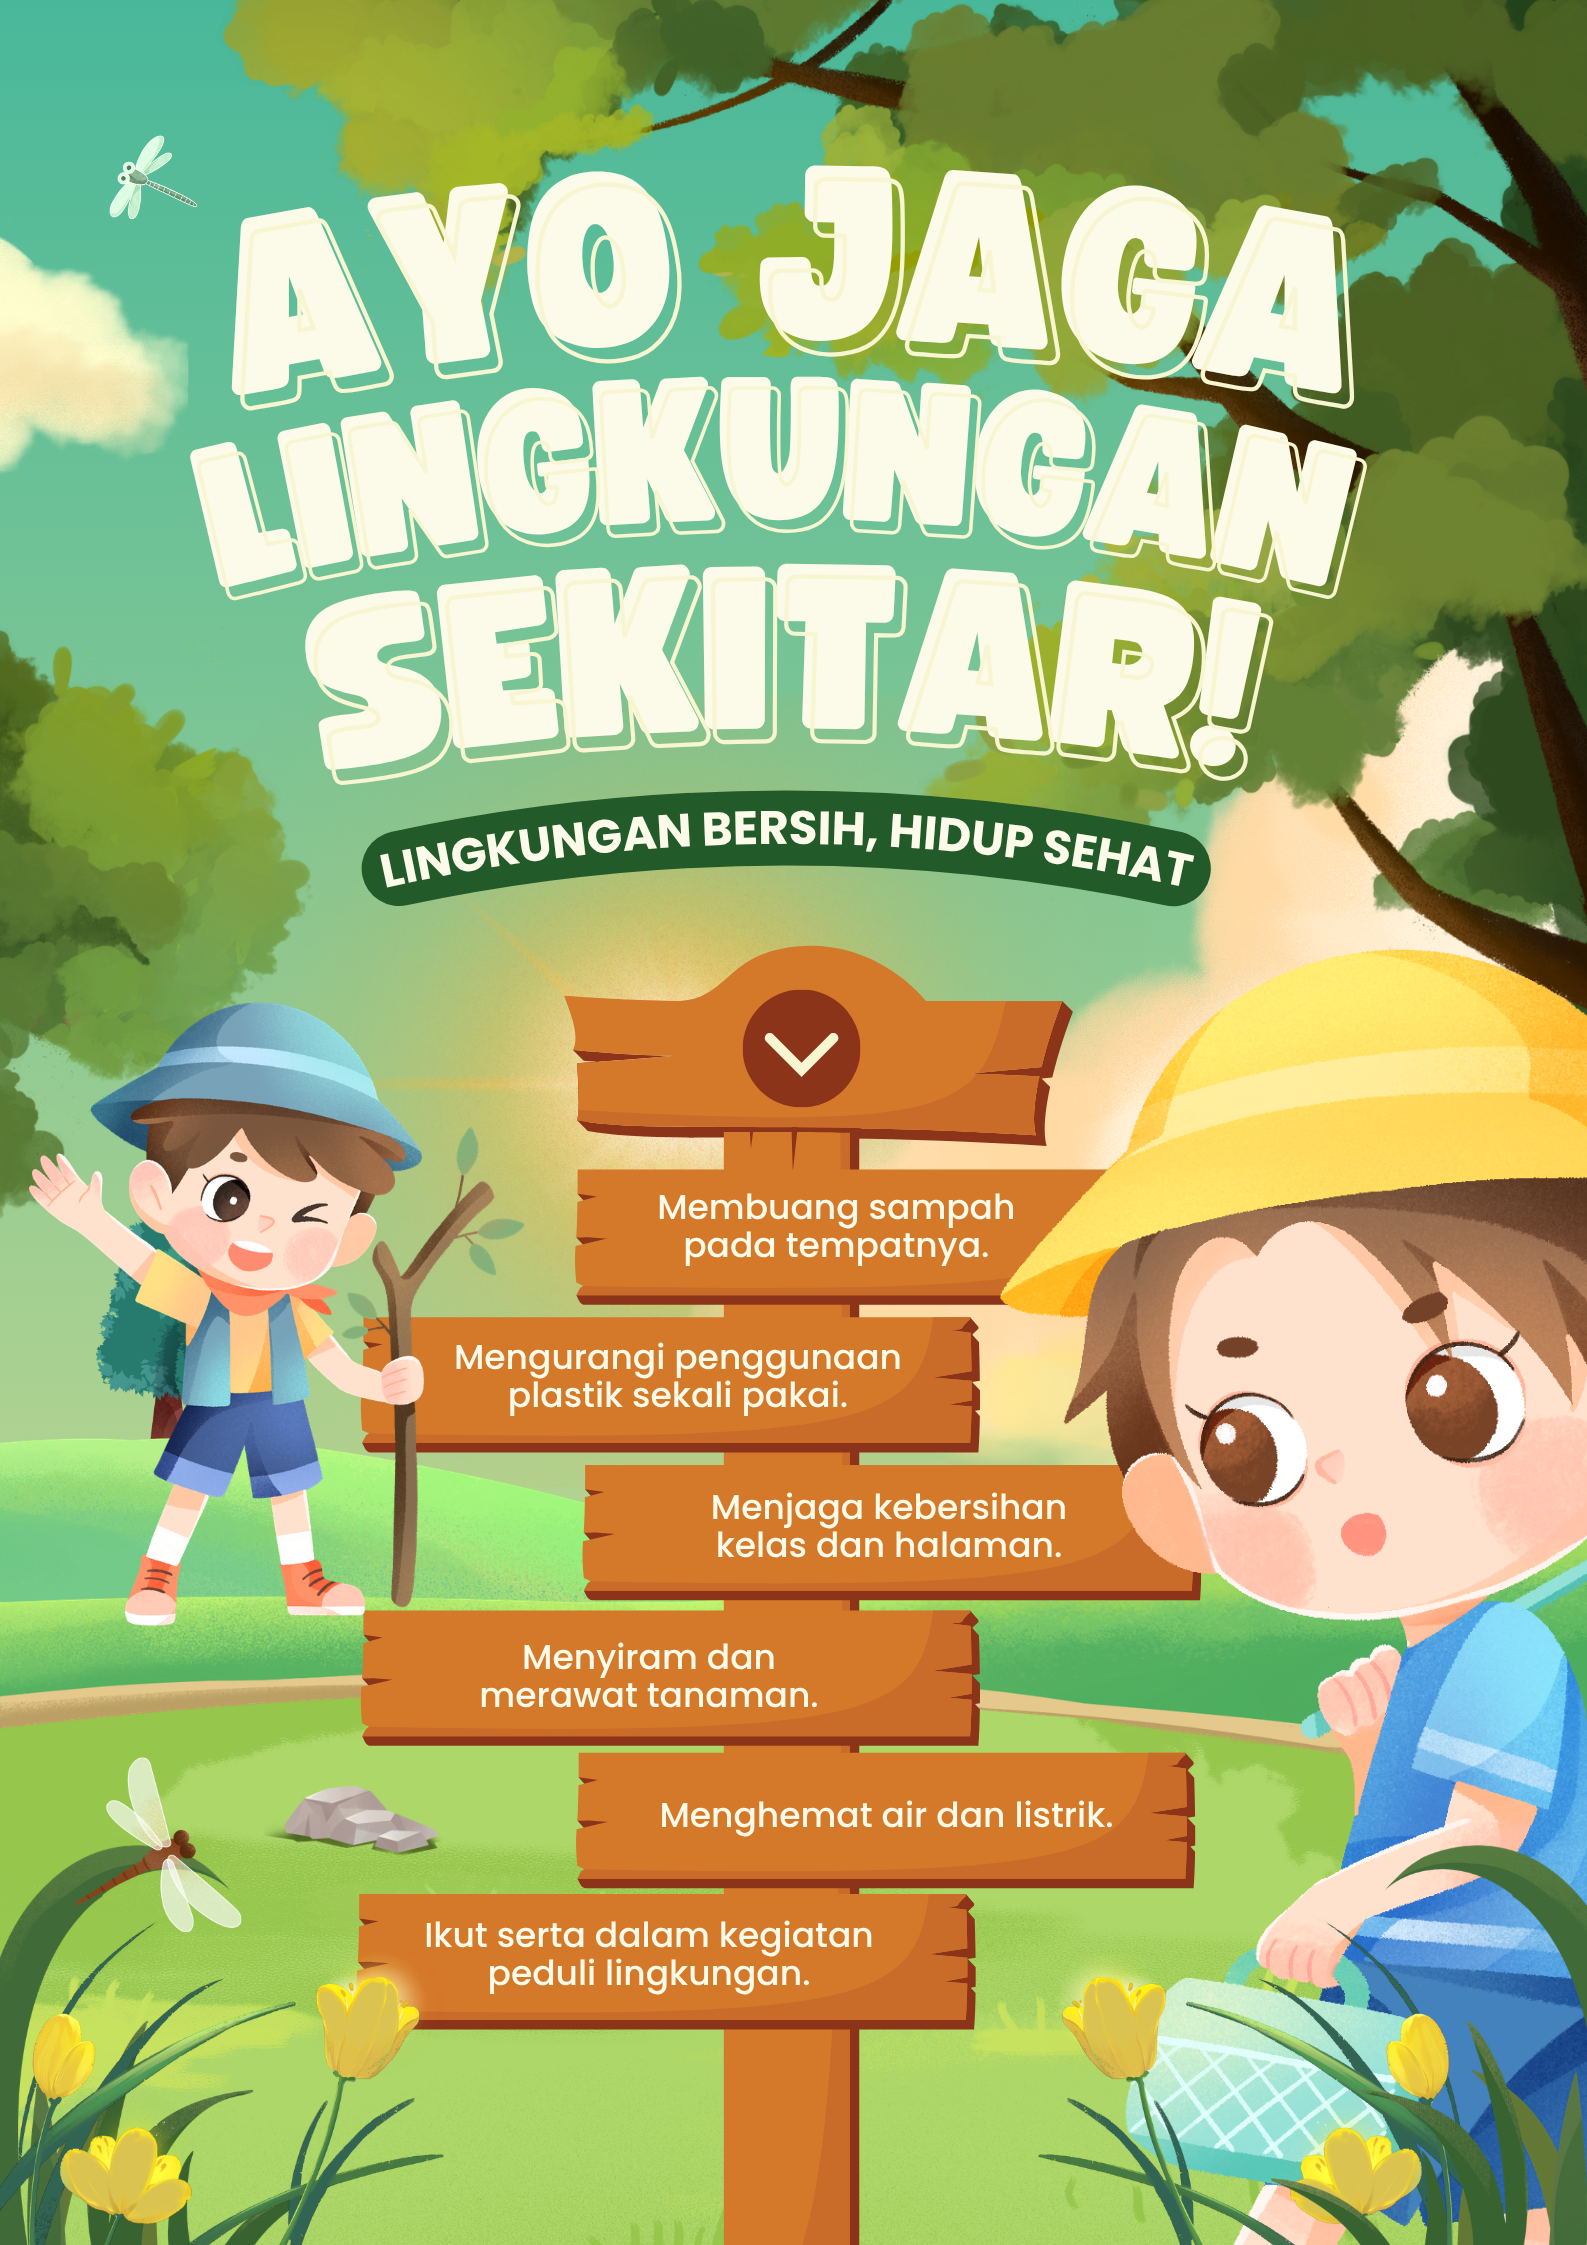 AYO JAGA
LINGKUNGAN
SEKITAR!
LINGKUNGAN BERSIH, HIDUP SEHAT
Membuang sampah
pada tempatnya.
Mengurangi penggunaan
plastik sekali pakai.
Menjaga kebersihan
kelas dan halaman.
Menyiram dan
merawat tanaman.
Menghemat air dan listrik.
Ikut serta dalam kegiatan
peduli lingkungan.